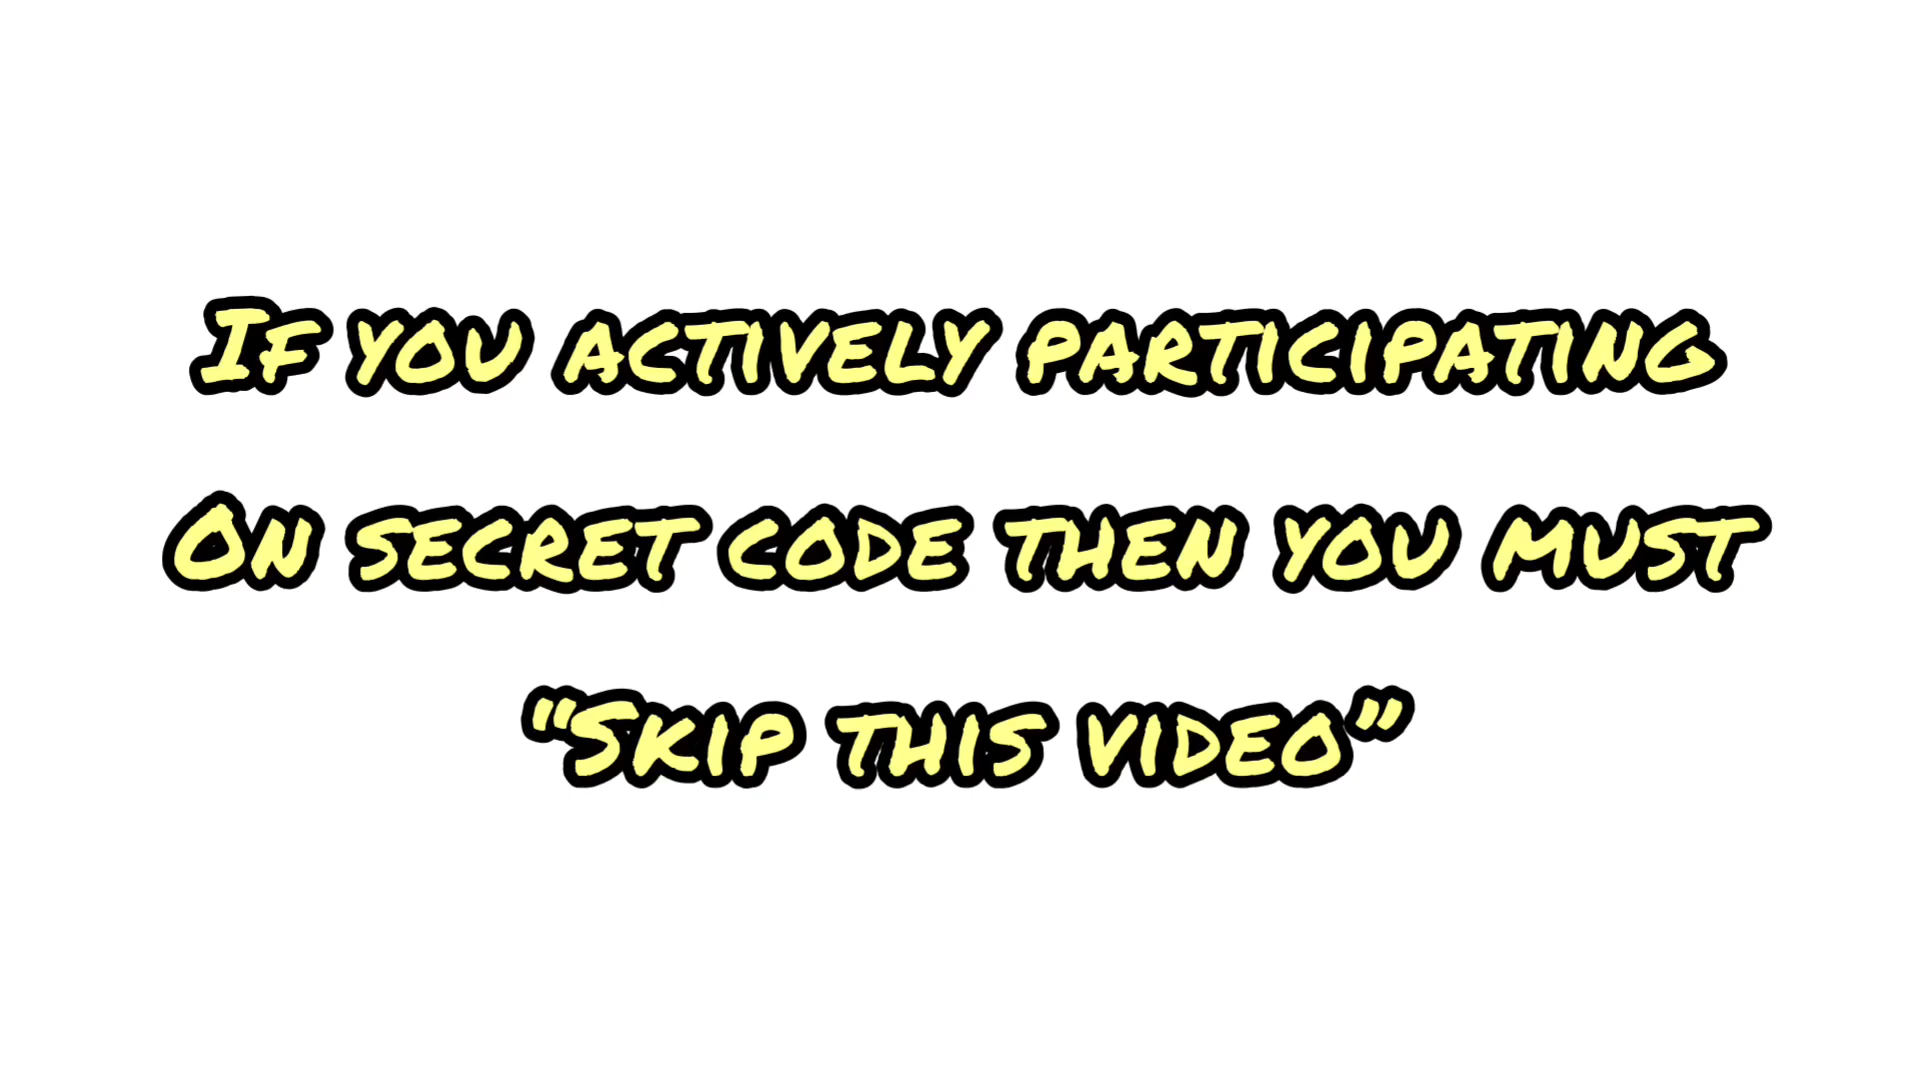 If you actively participating
On secret code then you must
“Skip this video”